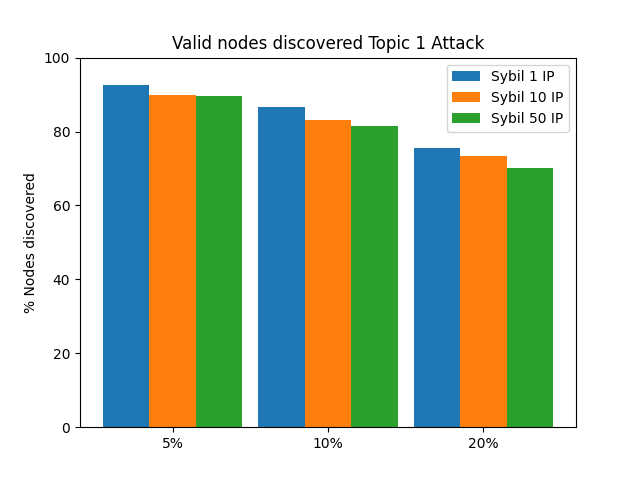 Valid nodes discovered Topic 1 Attack
Sybil 1 IP
Sybil 10 IP
Sybil 50 IP
% Nodes discovered
100
80
60
40
20
0
5%
10%
20%